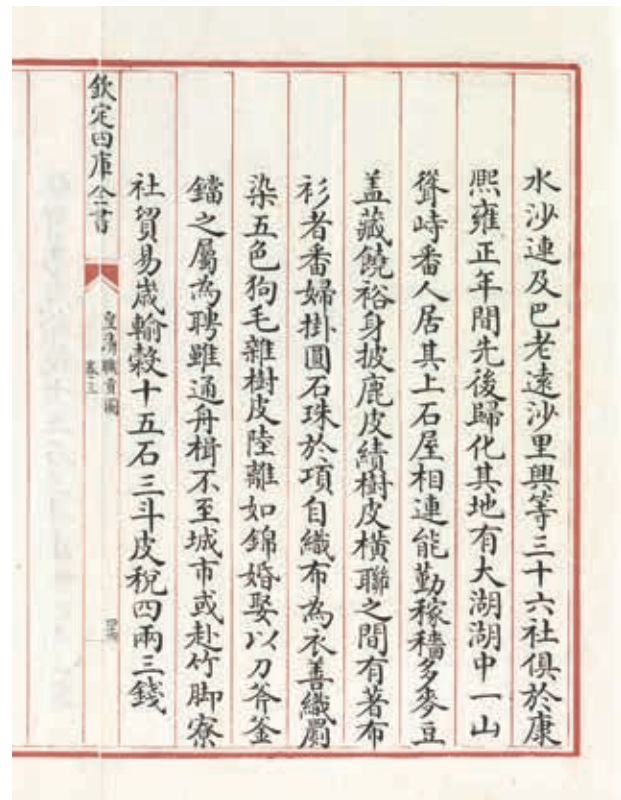 水沙連及巴老遠沙里興等三十六社俱於康
熙雍正年間先後歸化其地有大湖湖中一山
聳峙番人居其上石屋相連能勤稼穡多麥豆
盖藏饒裕身披鹿皮績樹皮橫聯之間有著布
衫者番婦掛圓石珠於項自織布為衣善織罽
染五色狗毛雜樹皮陸離如錦婚娶以刀斧釜
鐺之屬為聘雖通舟楫不至城市或赴竹脚寮
社貿易歲輸穀十五石三斗皮稅四兩三錢
欽定四庫全書
皇清職貢圖
卷三